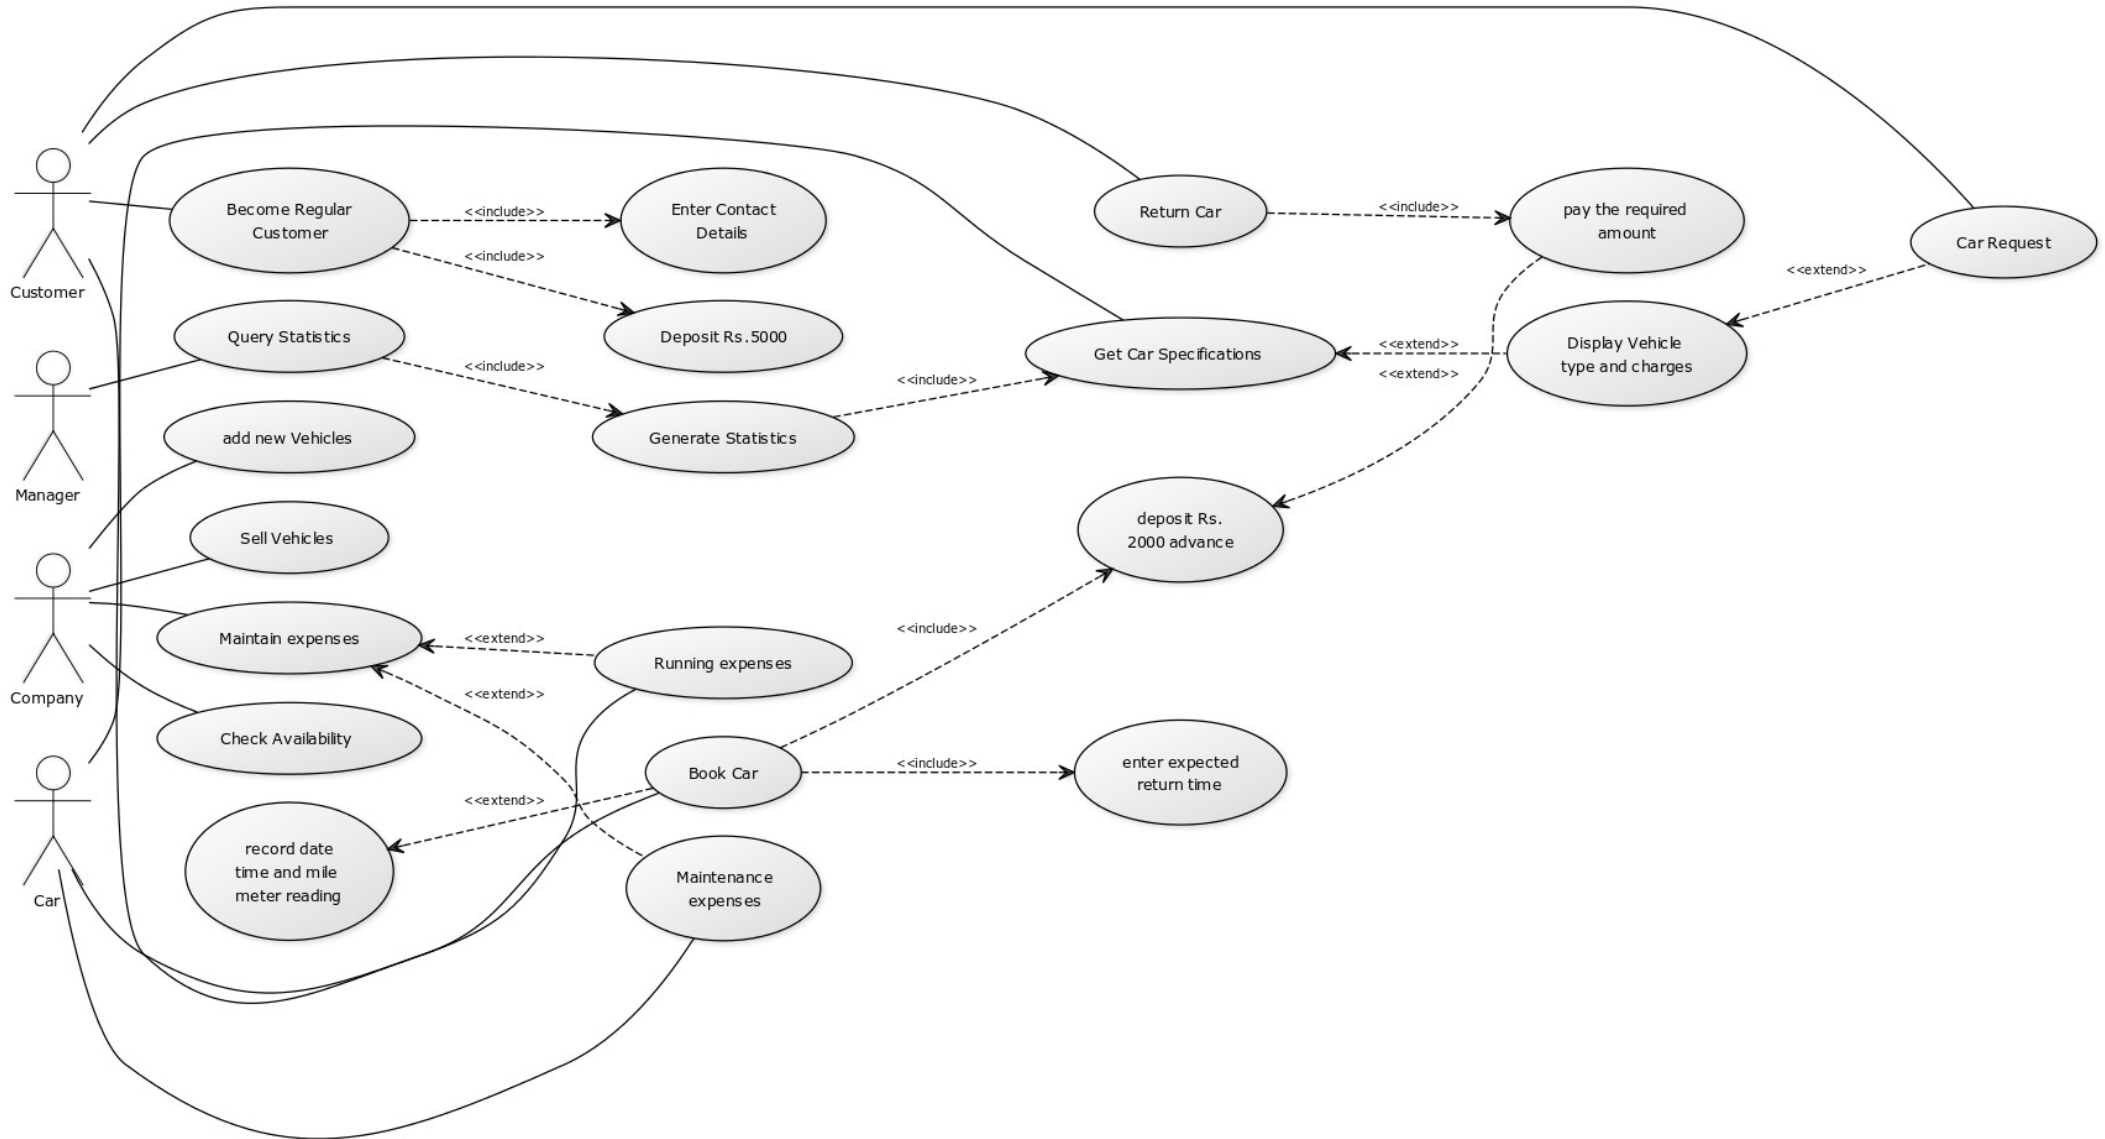 Become Regular
Customer
<<include>>
Enter Contact
Details
Return Car
<<include>>
pay the required
amount
Car Request
<<include>>
<<extend>>
Customer
Query Statistics
Deposit Rs.5000
Get Car Specifications
<<extend>>
<<extend>>
Display Vehicle
type and charges
<<include>>
<<include>>
Manager
add new Vehicles
Generate Statistics
deposit Rs.
2000 advance
Sell Vehicles
Company
Maintain expenses
<<extend>>
Running expenses
<<include>>
<<extend>>
Check Availability
Book Car
<<include>>
enter expected
return time
<<extend>>
Car
record date
time and mile
meter reading
Maintenance
expenses